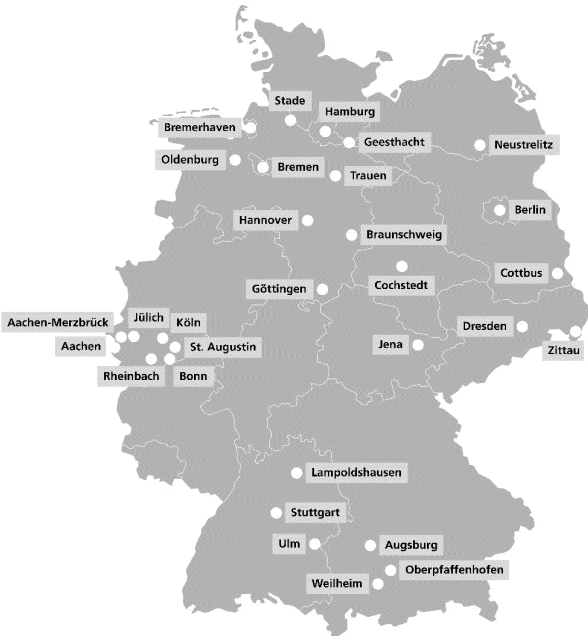 Stade
Hamburg
Bremerhaven
Geesthacht
Neustrelitz
Oldenburg
Bremen
Trauen
Berlin
Hannover
Braunschweig
Cottbus
Cochstedt
Göttingen
Aachen-Merzbrück
Jülich
Köln
Dresden
Aachen
St. Augustin
Jena
Zittau
Rheinbach
Bonn
Lampoldshausen
Stuttgart
Ulm
Augsburg
Oberpfaffenhofen
Weilheim